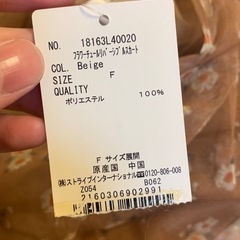 NO. 18163L40020
フラワーチュールリバーシブルスカート
COL. Beige
SIZE F
QUALITY
ポリエステル 100%
F サイズ展開
原産国 中国
(株)ストライプインターナショナル ☎0120-806-008
Z054 B062
2160306902991